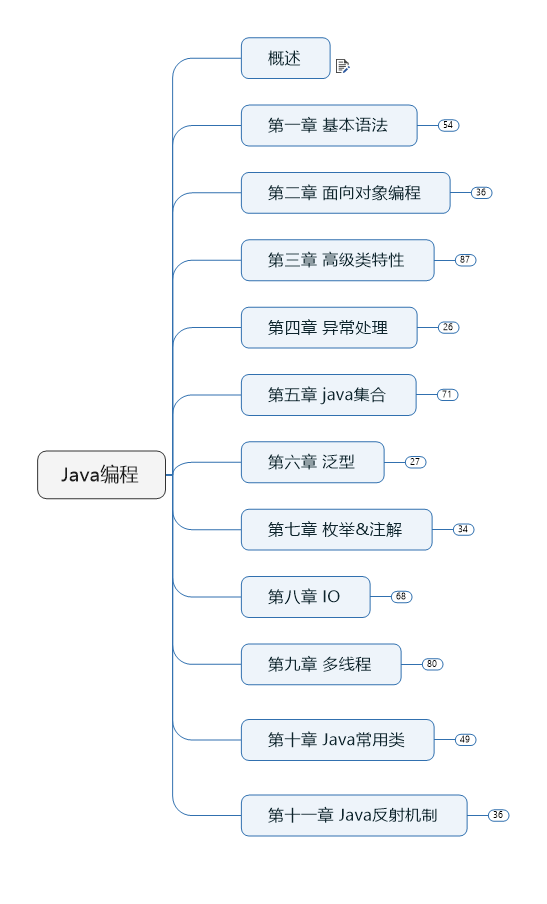 概述
第一章 基本语法
54
第二章 面向对象编程
36
第三章 高级类特性
87
第四章 异常处理
26
第五章 java集合
71
Java编程
第六章 泛型
27
第七章 枚举&注解
34
第八章 IO
68
第九章 多线程
80
第十章 Java常用类
49
第十一章 Java反射机制
36